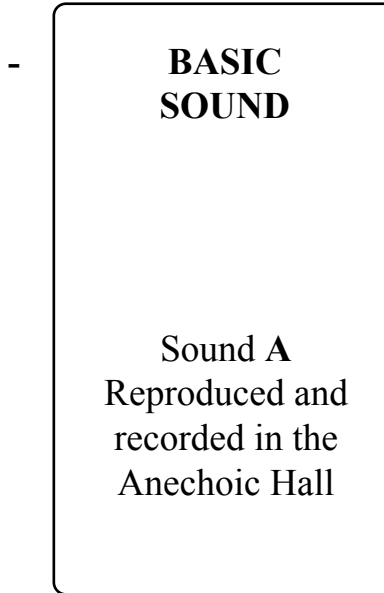 -
BASIC
SOUND
Sound A
Reproduced and
recorded in the
Anechoic Hall